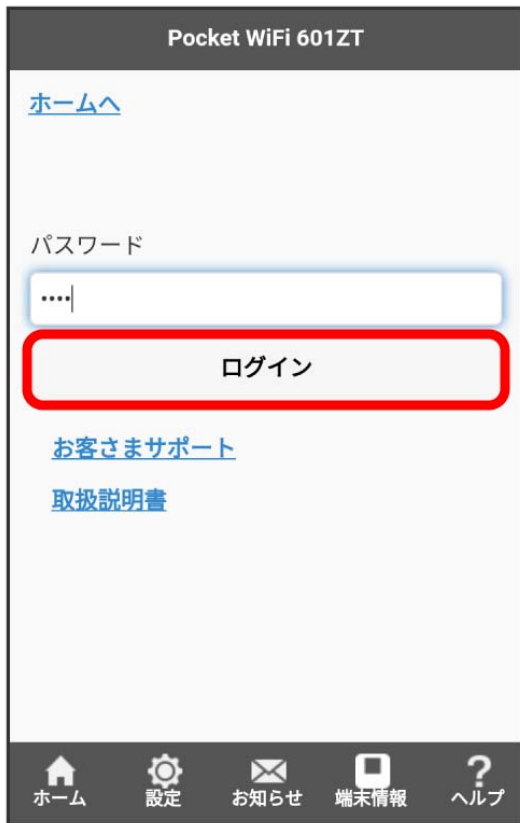 Pocket WiFi 601ZT
ホームへ
パスワード
••••
ログイン
お客さまサポート
取扱説明書
ホーム 設定 お知らせ 端末情報 ヘルプ